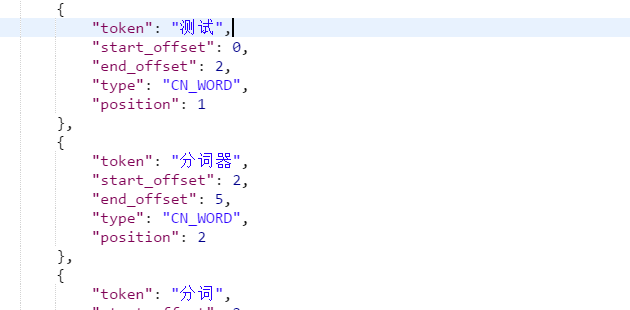 {
"token": "测试",
"start_offset": 0,
"end_offset": 2,
"type": "CN_WORD",
"position": 1
},
{
"token": "分词器",
"start_offset": 2,
"end_offset": 5,
"type": "CN_WORD",
"position": 2
},
{
"token": "分词",